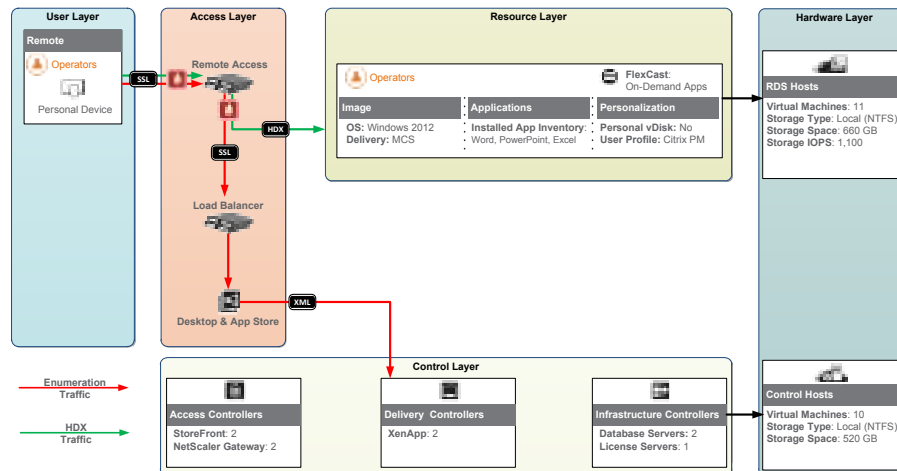 User Layer
Remote
Operators
Personal Device
Access Layer
SSL
Remote Access
HDX
SSL
Load Balancer
Desktop & App Store
XML
Resource Layer
Operators
FlexCast:
On-Demand Apps
Image
OS: Windows 2012
Delivery: MCS
Applications
Installed App Inventory:
Word, PowerPoint, Excel
Personalization
Personal vDisk: No
User Profile: Citrix PM
Hardware Layer
RDS Hosts
Virtual Machines: 11
Storage Type: Local (NTFS)
Storage Space: 660 GB
Storage IOPS: 1,100
Enumeration
Traffic
HDX
Traffic
Control Layer
Access Controllers
StoreFront: 2
NetScaler Gateway: 2
Delivery Controllers
XenApp: 2
Infrastructure Controllers
Database Servers: 2
License Servers: 1
Control Hosts
Virtual Machines: 10
Storage Type: Local (NTFS)
Storage Space: 520 GB